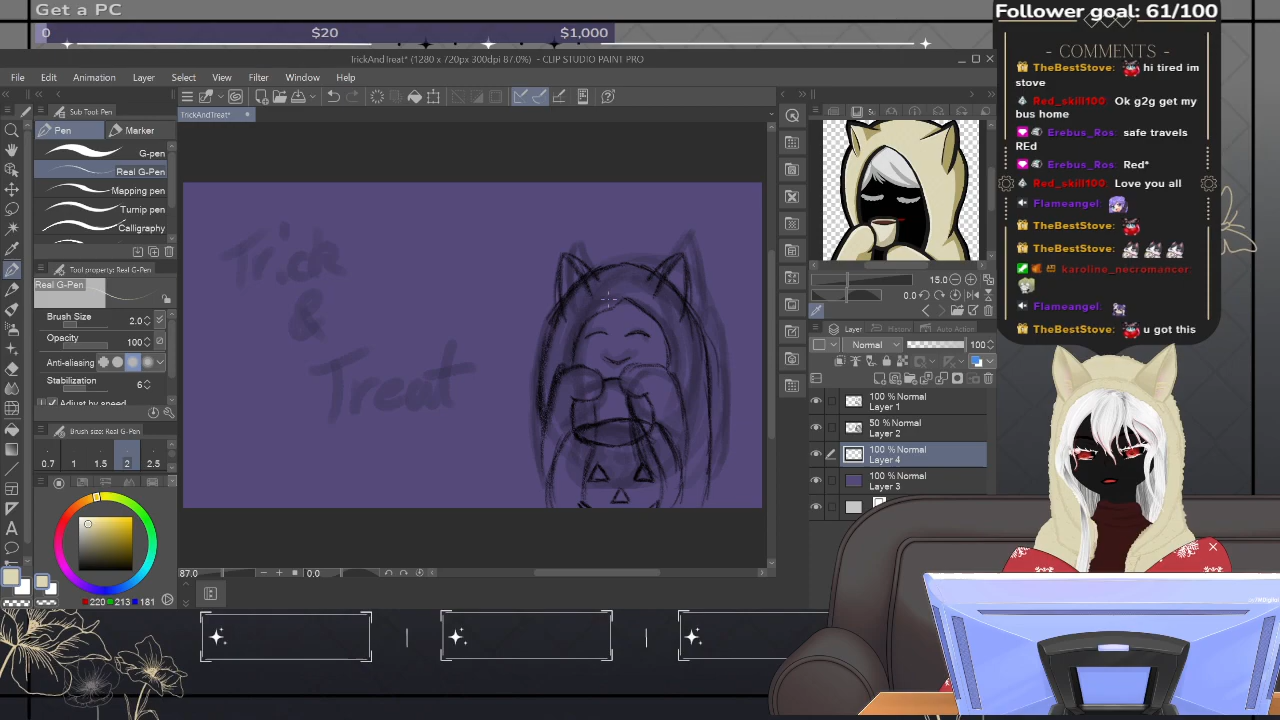 Get a PC
0 $20 $1,000
Follower goal: 61/100
- COMMENTS -
TheBestStove: hi tired im
stove
Red_skill100: Ok g2g get my
bus home
Erebus_Ros: safe travels
REd
Erebus_Ros: Red*
Red_skill100: Love you all
Flameangel:
TheBestStove:
TheBestStove:
karoline_necromancer:
Flameangel:
TheBestStove: u got this
TrickAndTreat* (1280 x 720px 300dpi 87.0%) - CLIP STUDIO PAINT PRO
File Edit Animation Layer Select View Filter Window Help
Sub Tool Pen
TrickAndTreat*
Pen Marker
G-pen
Real G-Pen
Mapping pen
Turnip pen
Calligraphy
Tool property: Real G-Pen
Real G-Pen
Brush Size 2.0
Opacity 100
Anti-aliasing
Stabilization 6
Adjust by speed
Brush size: Real G-Pen
0.7 1 1.5 2 2.5
220 213 181
Trick
&
Treat
87.0 0.0
15.0
0.0
Layer History Auto Action
Normal 100
100 % Normal
Layer 1
50 % Normal
Layer 2
100 % Normal
Layer 4
100 % Normal
Layer 3